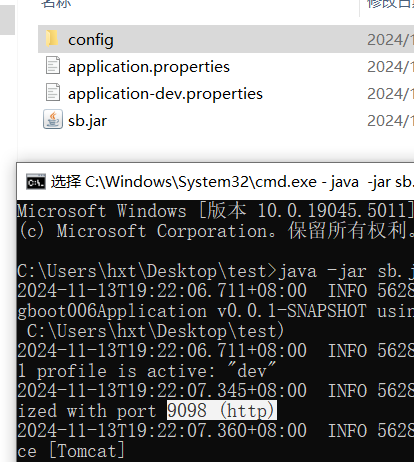 名称
修改日期
config
2024/1
application.properties
2024/1
application-dev.properties
2024/1
sb.jar
2024/1
选择 C:\Windows\System32\cmd.exe - java -jar sb.
Microsoft Windows [版本 10.0.19045.5011]
(c) Microsoft Corporation。保留所有权利。
C:\Users\hxt\Desktop\test>java -jar sb.j
2024-11-13T19:22:06.711+08:00 INFO 5628
gboot006Application v0.0.1-SNAPSHOT usin
C:\Users\hxt\Desktop\test)
2024-11-13T19:22:06.711+08:00 INFO 5628
1 profile is active: "dev"
2024-11-13T19:22:07.345+08:00 INFO 5628
ized with port 9098 (http)
2024-11-13T19:22:07.360+08:00 INFO 5628
ce [Tomcat]